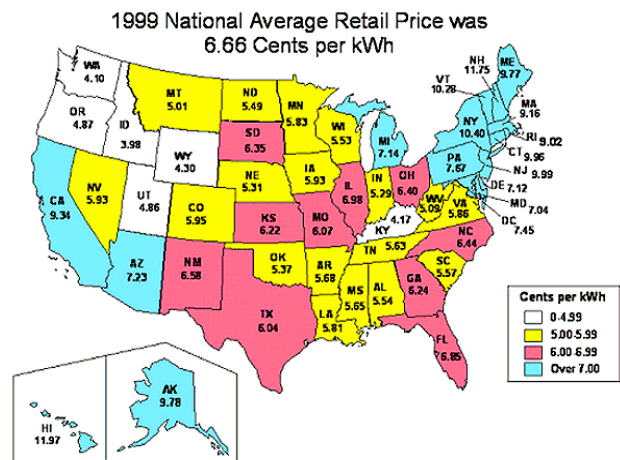 1999 National Average Retail Price was
6.66 Cents per kWh
WA
4.10
OR
4.87
ID
3.98
MT
5.01
ND
5.49
MN
5.83
SD
6.35
WY
4.30
WI
5.53
MI
7.14
NH
11.75
ME
9.77
VT
10.28
NY
10.40
MA
9.16
RI 9.02
CT 9.96
NJ 9.99
PA
7.67
DE 7.12
MD
7.04
DC
7.45
CA
9.34
NV
5.93
UT
4.86
CO
5.95
NE
5.31
IA
5.93
IL
6.98
IN
5.29
OH
6.40
WV
5.09
VA
5.86
KS
6.22
MO
6.07
KY
4.17
TN 5.63
NC
6.44
SC
5.57
AZ
7.23
NM
6.58
OK
5.37
AR
5.68
MS
5.65
AL
5.54
GA
6.24
TX
6.04
LA
5.81
FL
6.85
AK
9.78
HI
11.97
Cents per kWh
0-4.99
5.00-5.99
6.00-6.99
Over 7.00